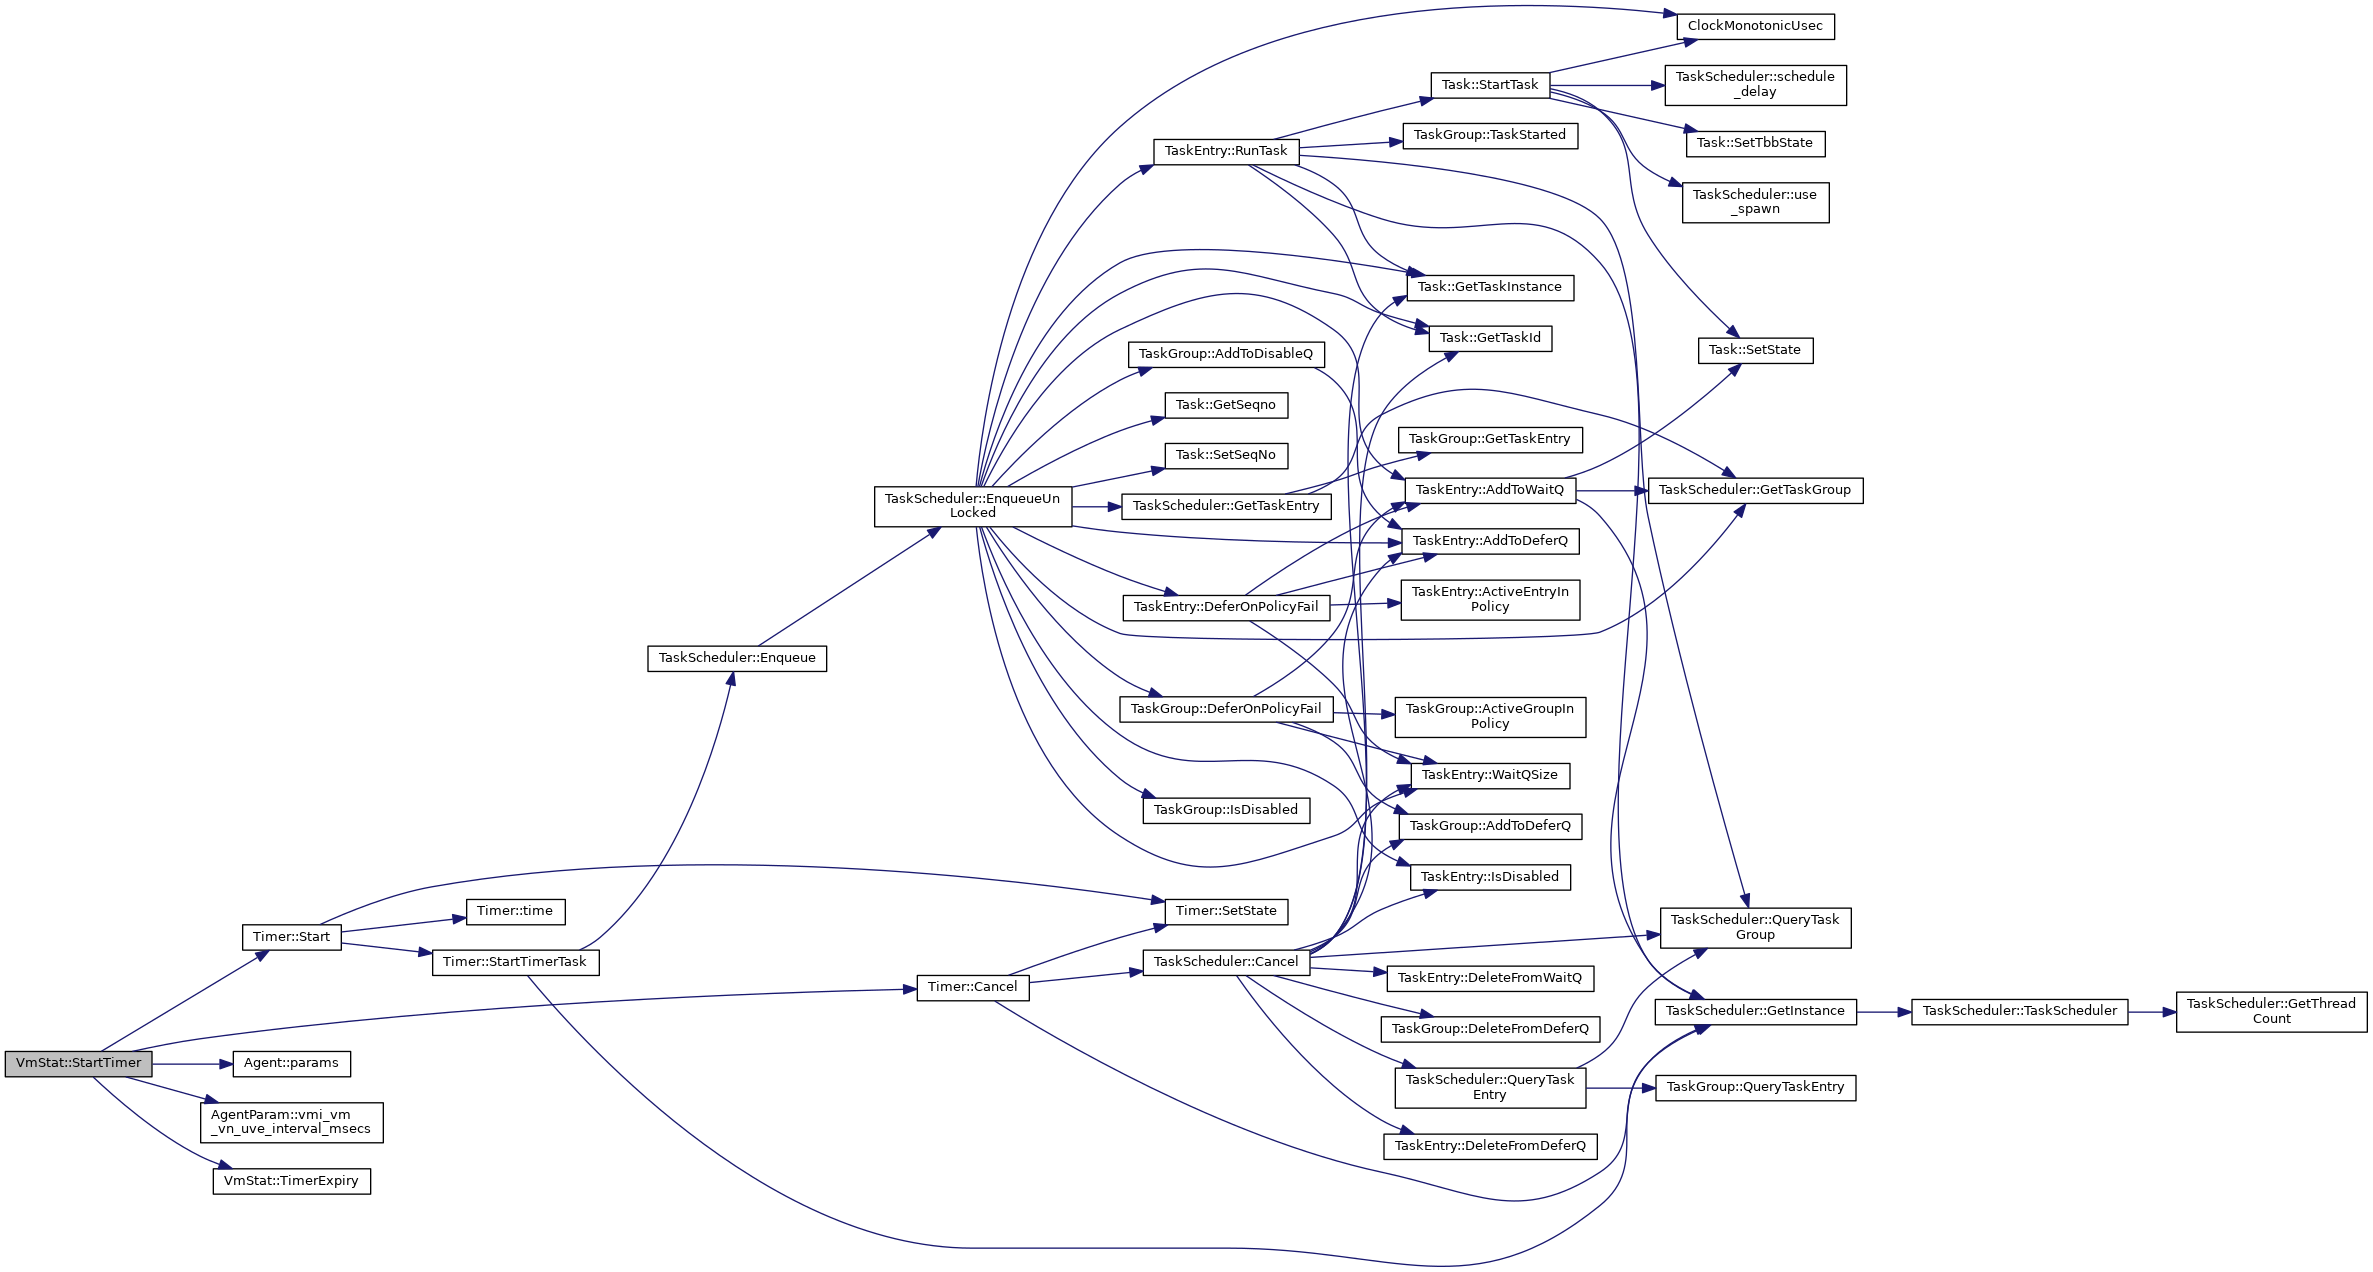 VmStat::StartTimer
Timer::Start
Agent::params
AgentParam::vmi_vm
_vn_uve_interval_msecs
VmStat::TimerExpiry
Timer::time
Timer::StartTimerTask
TaskScheduler::Enqueue
TaskScheduler::EnqueueUn
Locked
Timer::Cancel
TaskEntry::RunTask
TaskGroup::AddToDisableQ
Task::GetSeqno
Task::SetSeqNo
TaskScheduler::GetTaskEntry
TaskEntry::DeferOnPolicyFail
TaskGroup::DeferOnPolicyFail
TaskGroup::IsDisabled
Timer::SetState
TaskScheduler::Cancel
Task::StartTask
TaskGroup::TaskStarted
Task::GetTaskInstance
Task::GetTaskId
TaskGroup::GetTaskEntry
TaskEntry::AddToWaitQ
TaskEntry::AddToDeferQ
TaskEntry::ActiveEntryIn
Policy
TaskGroup::ActiveGroupIn
Policy
TaskEntry::WaitQSize
TaskGroup::AddToDeferQ
TaskEntry::IsDisabled
TaskEntry::DeleteFromWaitQ
TaskGroup::DeleteFromDeferQ
TaskScheduler::QueryTask
Entry
TaskEntry::DeleteFromDeferQ
ClockMonotonicUsec
TaskScheduler::schedule
_delay
Task::SetTbbState
TaskScheduler::use
_spawn
Task::SetState
TaskScheduler::GetTaskGroup
TaskScheduler::QueryTask
Group
TaskScheduler::GetInstance
TaskGroup::QueryTaskEntry
TaskScheduler::TaskScheduler
TaskScheduler::GetThread
Count